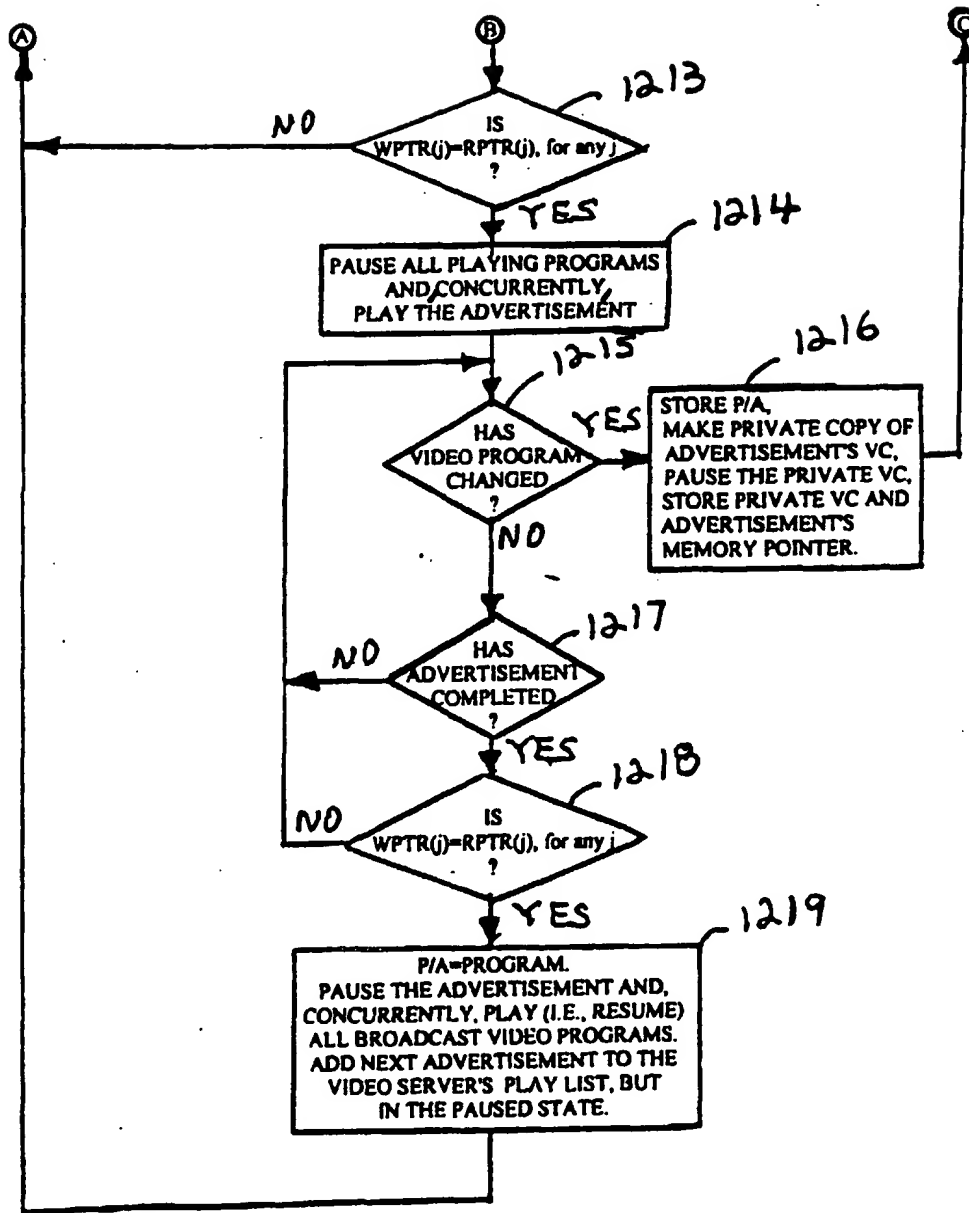 A
B
C
1213
NO
IS
WPTR(j)=RPTR(j), for any j
?
YES
1214
PAUSE ALL PLAYING PROGRAMS
AND, CONCURRENTLY,
PLAY THE ADVERTISEMENT
1215
1216
HAS
VIDEO PROGRAM
CHANGED
?
YES
STORE P/A,
MAKE PRIVATE COPY OF
ADVERTISEMENT'S VC,
PAUSE THE PRIVATE VC,
STORE PRIVATE VC AND
ADVERTISEMENT'S
MEMORY POINTER.
NO
1217
NO
HAS
ADVERTISEMENT
COMPLETED
?
YES
1218
NO
IS
WPTR(j)=RPTR(j), for any j
?
YES
1219
P/A=PROGRAM.
PAUSE THE ADVERTISEMENT AND,
CONCURRENTLY, PLAY (I.E., RESUME)
ALL BROADCAST VIDEO PROGRAMS.
ADD NEXT ADVERTISEMENT TO THE
VIDEO SERVER'S PLAY LIST, BUT
IN THE PAUSED STATE.